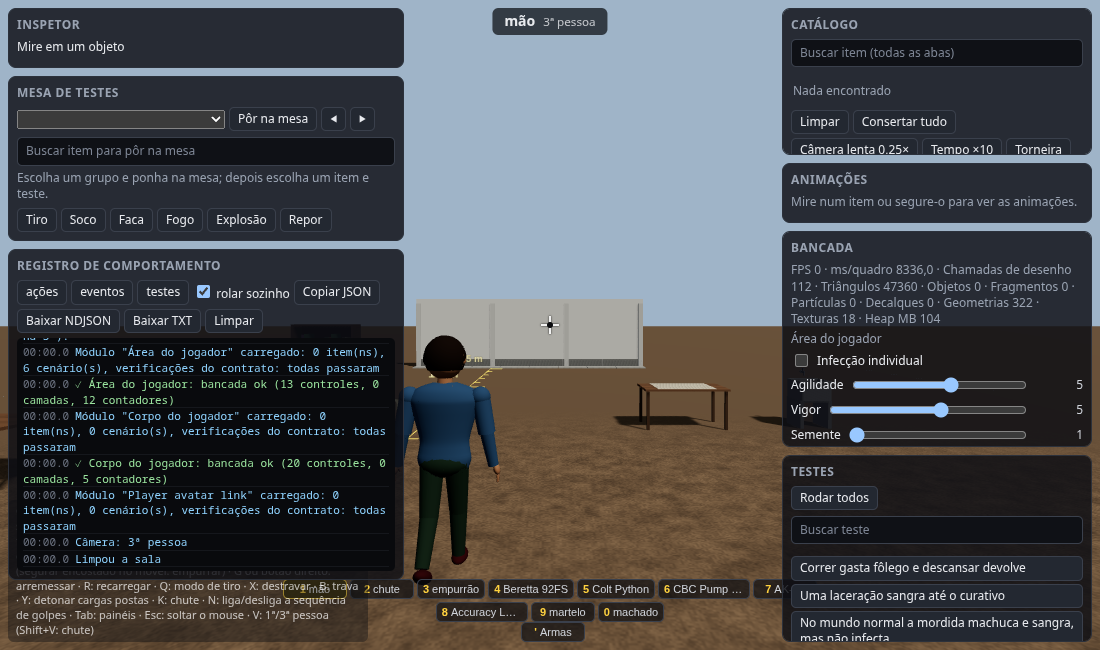 INSPETOR
Mire em um objeto
MESA DE TESTES
Pôr na mesa
◄
►
Buscar item para pôr na mesa
Escolha um grupo e ponha na mesa; depois escolha um item e
teste.
Tiro
Soco
Faca
Fogo
Explosão
Repor
REGISTRO DE COMPORTAMENTO
ações
eventos
testes
rolar sozinho
Copiar JSON
Baixar NDJSON
Baixar TXT
Limpar
00:00.0 Módulo "Área do jogador" carregado: 0 item(ns),
6 cenário(s), verificações do contrato: todas passaram
00:00.0 ✓ Área do jogador: bancada ok (13 controles, 0
camadas, 12 contadores)
00:00.0 Módulo "Corpo do jogador" carregado: 0
item(ns), 0 cenário(s), verificações do contrato: todas
passaram
00:00.0 ✓ Corpo do jogador: bancada ok (20 controles, 0
camadas, 5 contadores)
00:00.0 Módulo "Player avatar link" carregado: 0
item(ns), 0 cenário(s), verificações do contrato: todas
passaram
00:00.0 Câmera: 3ª pessoa
00:00.0 Limpou a sala
arremessar · R: recarregar · Q: modo de tiro · X: destravar · B: trava
· Y: detonar cargas postas · K: chute · N: liga/desliga a sequência
de golpes · Tab: painéis · Esc: soltar o mouse · V: 1ª/3ª pessoa
(Shift+V: chute)
mão 3ª pessoa
5 m
1 mão
2 chute
3 empurrão
4 Beretta 92FS
5 Colt Python
6 CBC Pump …
7 AK
8 Accuracy L…
9 martelo
0 machado
' Armas
CATÁLOGO
Buscar item (todas as abas)
Nada encontrado
Limpar
Consertar tudo
Câmera lenta 0,25×
Tempo ×10
Torneira
ANIMAÇÕES
Mire num item ou segure-o para ver as animações.
BANCADA
FPS 0 · ms/quadro 8336,0 · Chamadas de desenho
112 · Triângulos 47360 · Objetos 0 · Fragmentos 0 ·
Partículas 0 · Decalques 0 · Geometrias 322 ·
Texturas 18 · Heap MB 104
Área do jogador
Infecção individual
Agilidade 5
Vigor 5
Semente 1
TESTES
Rodar todos
Buscar teste
Correr gasta fôlego e descansar devolve
Uma laceração sangra até o curativo
No mundo normal a mordida machuca e sangra,
mas não infecta